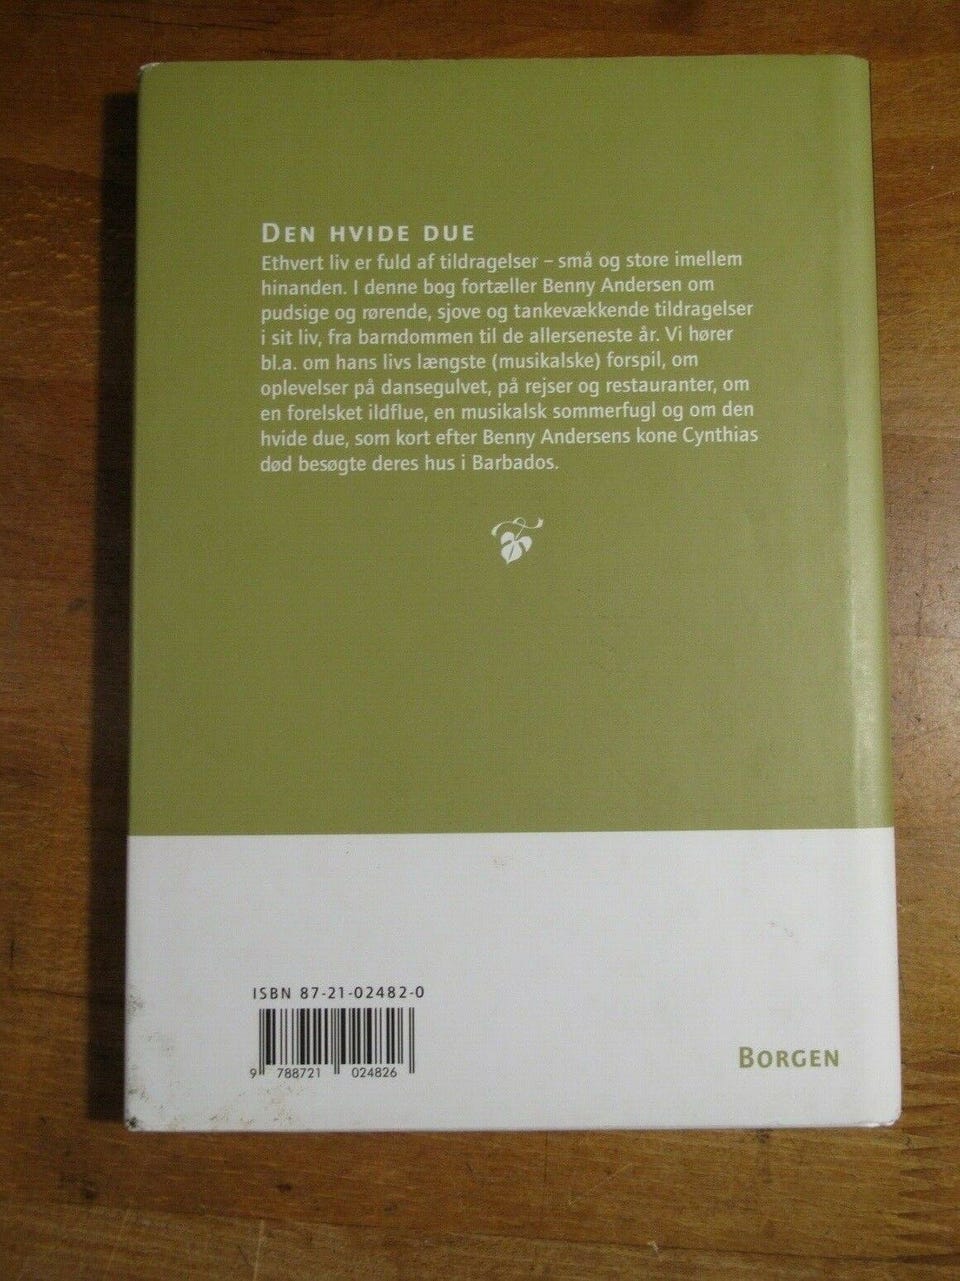 DEN HVIDE DUE
Ethvert liv er fuld af tildragelser – små og store imellem
hinanden. I denne bog fortæller Benny Andersen om
pudsige og rørende, sjove og tankevækkende tildragelser
i sit liv, fra barndommen til de allerseneste år. Vi hører
bl.a. om hans livs længste (musikalske) forspil, om
oplevelser på dansegulvet, på rejser og restauranter, om
en forelsket ildflue, en musikalsk sommerfugl og om den
hvide due, som kort efter Benny Andersens kone Cynthias
død besøgte deres hus i Barbados.
ISBN 87-21-02482-0
9 788721 024826
BORGEN